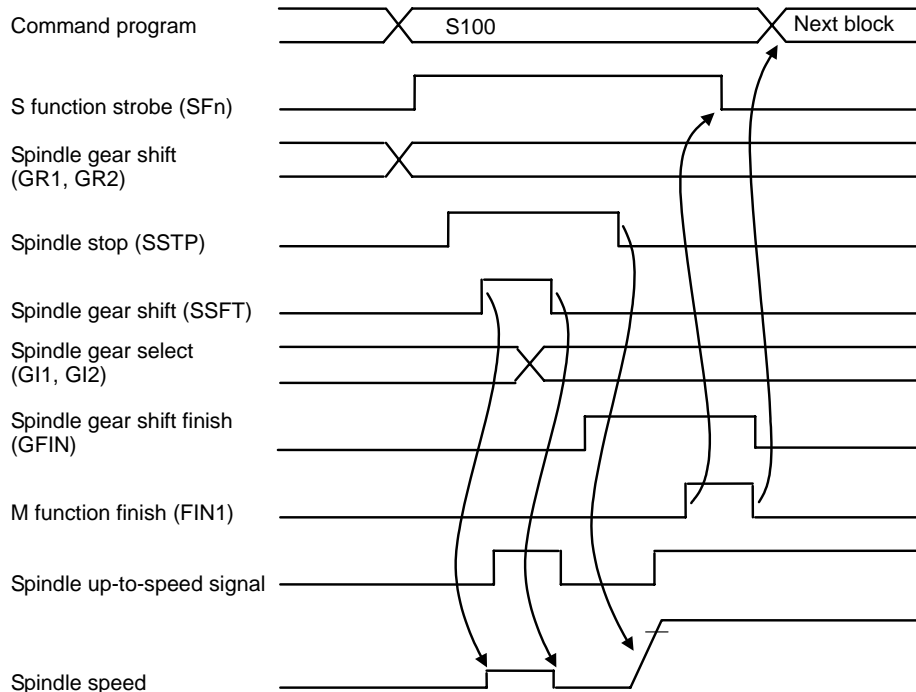 Command program
S100
Next block
S function strobe (SFn)
Spindle gear shift
(GR1, GR2)
Spindle stop (SSTP)
Spindle gear shift (SSFT)
Spindle gear select
(GI1, GI2)
Spindle gear shift finish
(GFIN)
M function finish (FIN1)
Spindle up-to-speed signal
Spindle speed